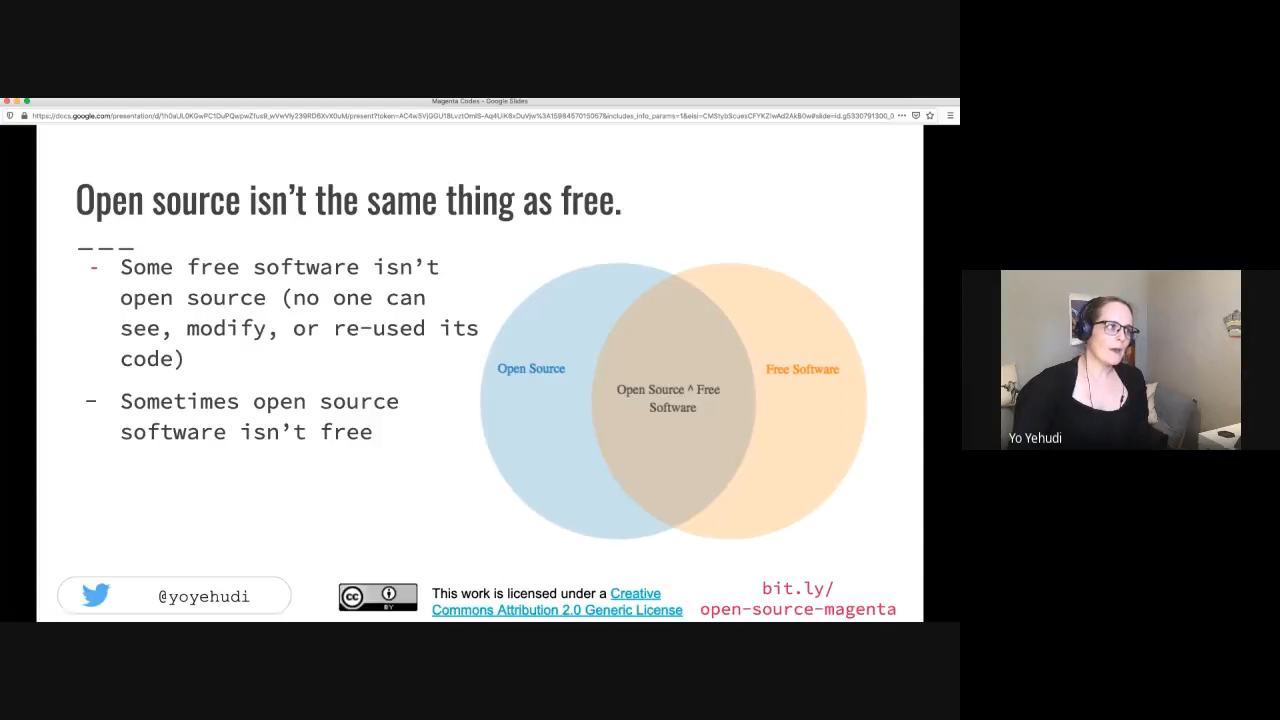 Magenta Codes - Google Slides
Open source isn't the same thing as free.
- Some free software isn't
open source (no one can
see, modify, or re-used its
code)
- Sometimes open source
software isn't free
Open Source
Open Source ^ Free
Software
Free Software
Yo Yehudi
@yoyehudi
CC BY
This work is licensed under a Creative
Commons Attribution 2.0 Generic License
bit.ly/
open-source-magenta